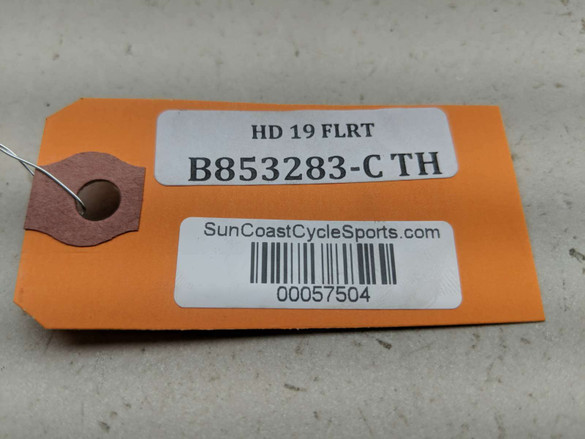 HD 19 FLRT
B853283-C TH
SunCoastCycleSports.com
00057504